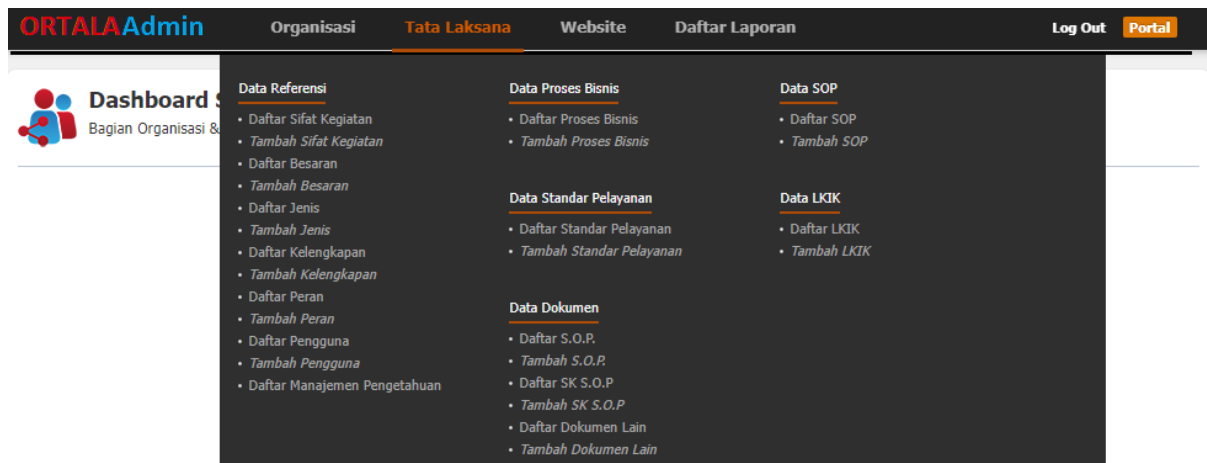 ORTALAAdmin Organisasi Tata Laksana Website Daftar Laporan Log Out Portal
Dashboard
Bagian Organisasi &
Data Referensi
• Daftar Sifat Kegiatan
• Tambah Sifat Kegiatan
• Daftar Besaran
• Tambah Besaran
• Daftar Jenis
• Tambah Jenis
• Daftar Kelengkapan
• Tambah Kelengkapan
• Daftar Peran
• Tambah Peran
• Daftar Pengguna
• Tambah Pengguna
• Daftar Manajemen Pengetahuan
Data Proses Bisnis
• Daftar Proses Bisnis
• Tambah Proses Bisnis
Data Standar Pelayanan
• Daftar Standar Pelayanan
• Tambah Standar Pelayanan
Data Dokumen
• Daftar S.O.P.
• Tambah S.O.P.
• Daftar SK S.O.P
• Tambah SK S.O.P
• Daftar Dokumen Lain
• Tambah Dokumen Lain
Data SOP
• Daftar SOP
• Tambah SOP
Data LKIK
• Daftar LKIK
• Tambah LKIK